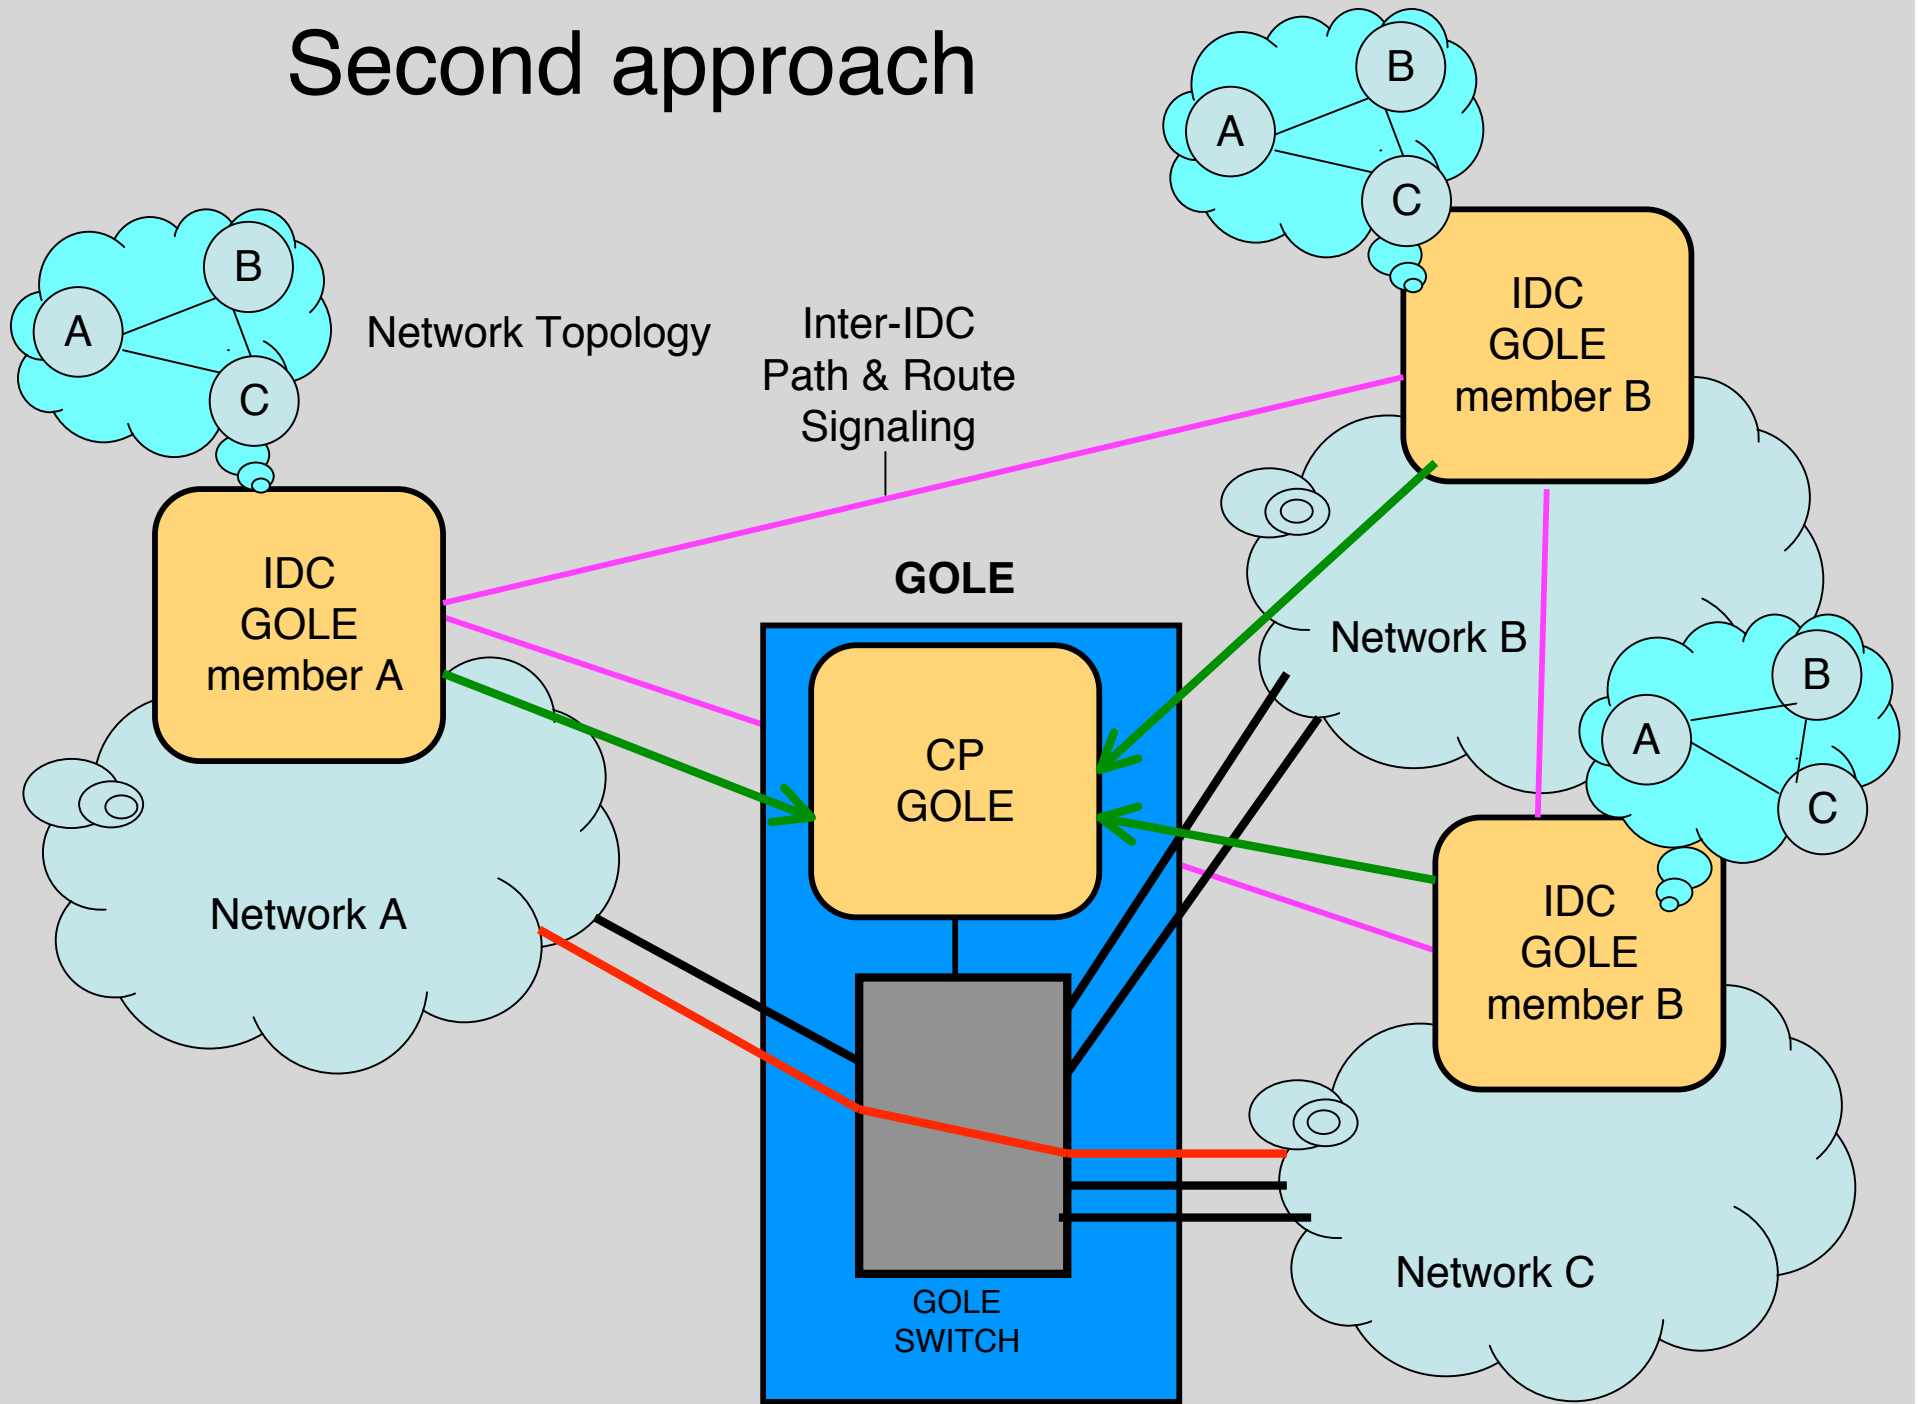 Second approach
B
A
C
B
A
C
Network Topology
Inter-IDC
Path & Route
Signaling
IDC
GOLE
member B
IDC
GOLE
member A
GOLE
Network B
CP
GOLE
B
A
C
Network A
IDC
GOLE
member B
Network C
GOLE
SWITCH